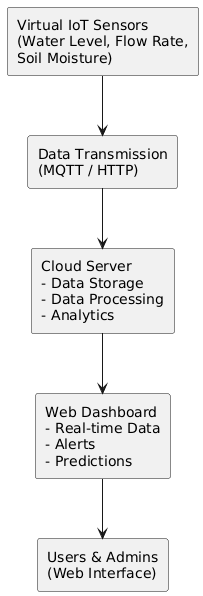 Virtual IoT Sensors
(Water Level, Flow Rate,
Soil Moisture)
Data Transmission
(MQTT / HTTP)
Cloud Server
- Data Storage
- Data Processing
- Analytics
Web Dashboard
- Real-time Data
- Alerts
- Predictions
Users & Admins
(Web Interface)